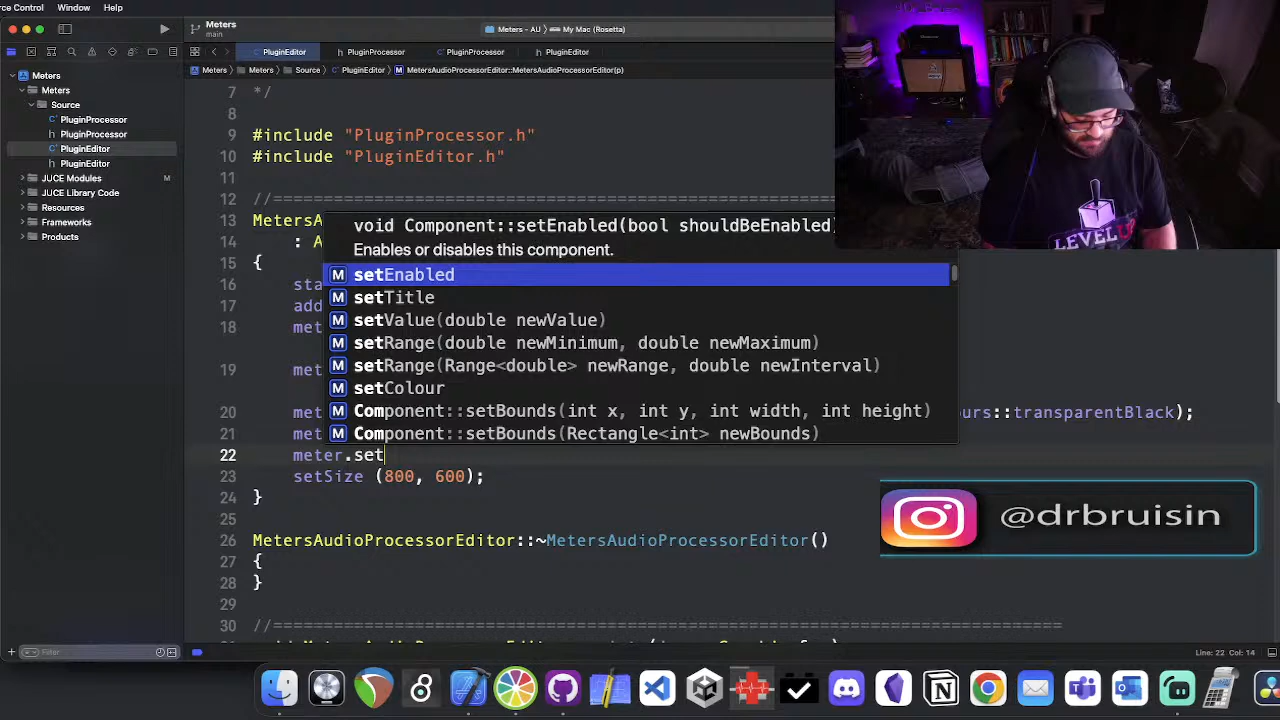 rce Control Window Help
Meters
main
Meters - AU | My Mac (Rosetta)
PluginEditor
PluginProcessor
PluginProcessor
PluginEditor
Meters
Meters
Source
PluginEditor
MetersAudioProcessorEditor::MetersAudioProcessorEditor(p)
Meters
Meters
Source
PluginProcessor
PluginProcessor
PluginEditor
PluginEditor
JUCE Modules M
JUCE Library Code
Resources
Frameworks
Products
7 */
8
9 #include "PluginProcessor.h"
10 #include "PluginEditor.h"
11
12
13 MetersA
14 : A
15 {
16 sta
17 add
18 met
19 met
20 met ours::transparentBlack);
21 met
22 meter.set
23 setSize (800, 600);
24 }
25
26 MetersAudioProcessorEditor::~MetersAudioProcessorEditor()
27 {
28 }
29
30
void Component::setEnabled(bool shouldBeEnabled)
Enables or disables this component.
M setEnabled
M setTitle
M setValue(double newValue)
M setRange(double newMinimum, double newMaximum)
M setRange(Range<double> newRange, double newInterval)
M setColour
M Component::setBounds(int x, int y, int width, int height)
M Component::setBounds(Rectangle<int> newBounds)
LEVEL UP
@drbruisin
Filter
Line: 22 Col: 14